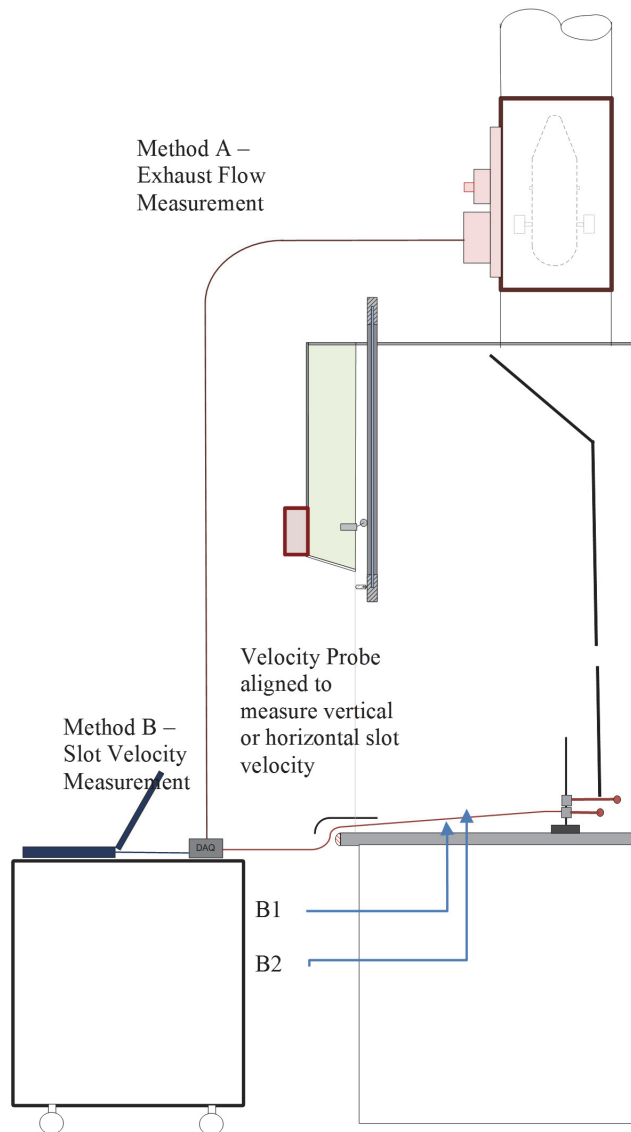 Method A –
Exhaust Flow
Measurement
Velocity Probe
aligned to
measure vertical
or horizontal slot
velocity
Method B –
Slot Velocity
Measurement
DAQ
B1
B2